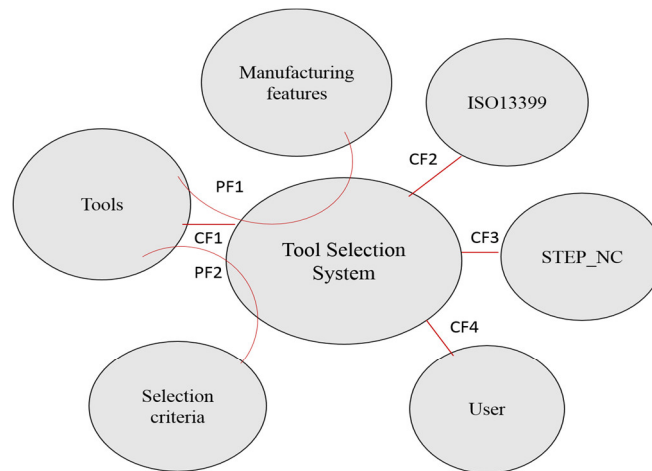 Manufacturing
features
ISO13399
CF2
PF1
Tools
CF1
CF3
Tool Selection
System
STEP_NC
PF2
CF4
Selection
criteria
User